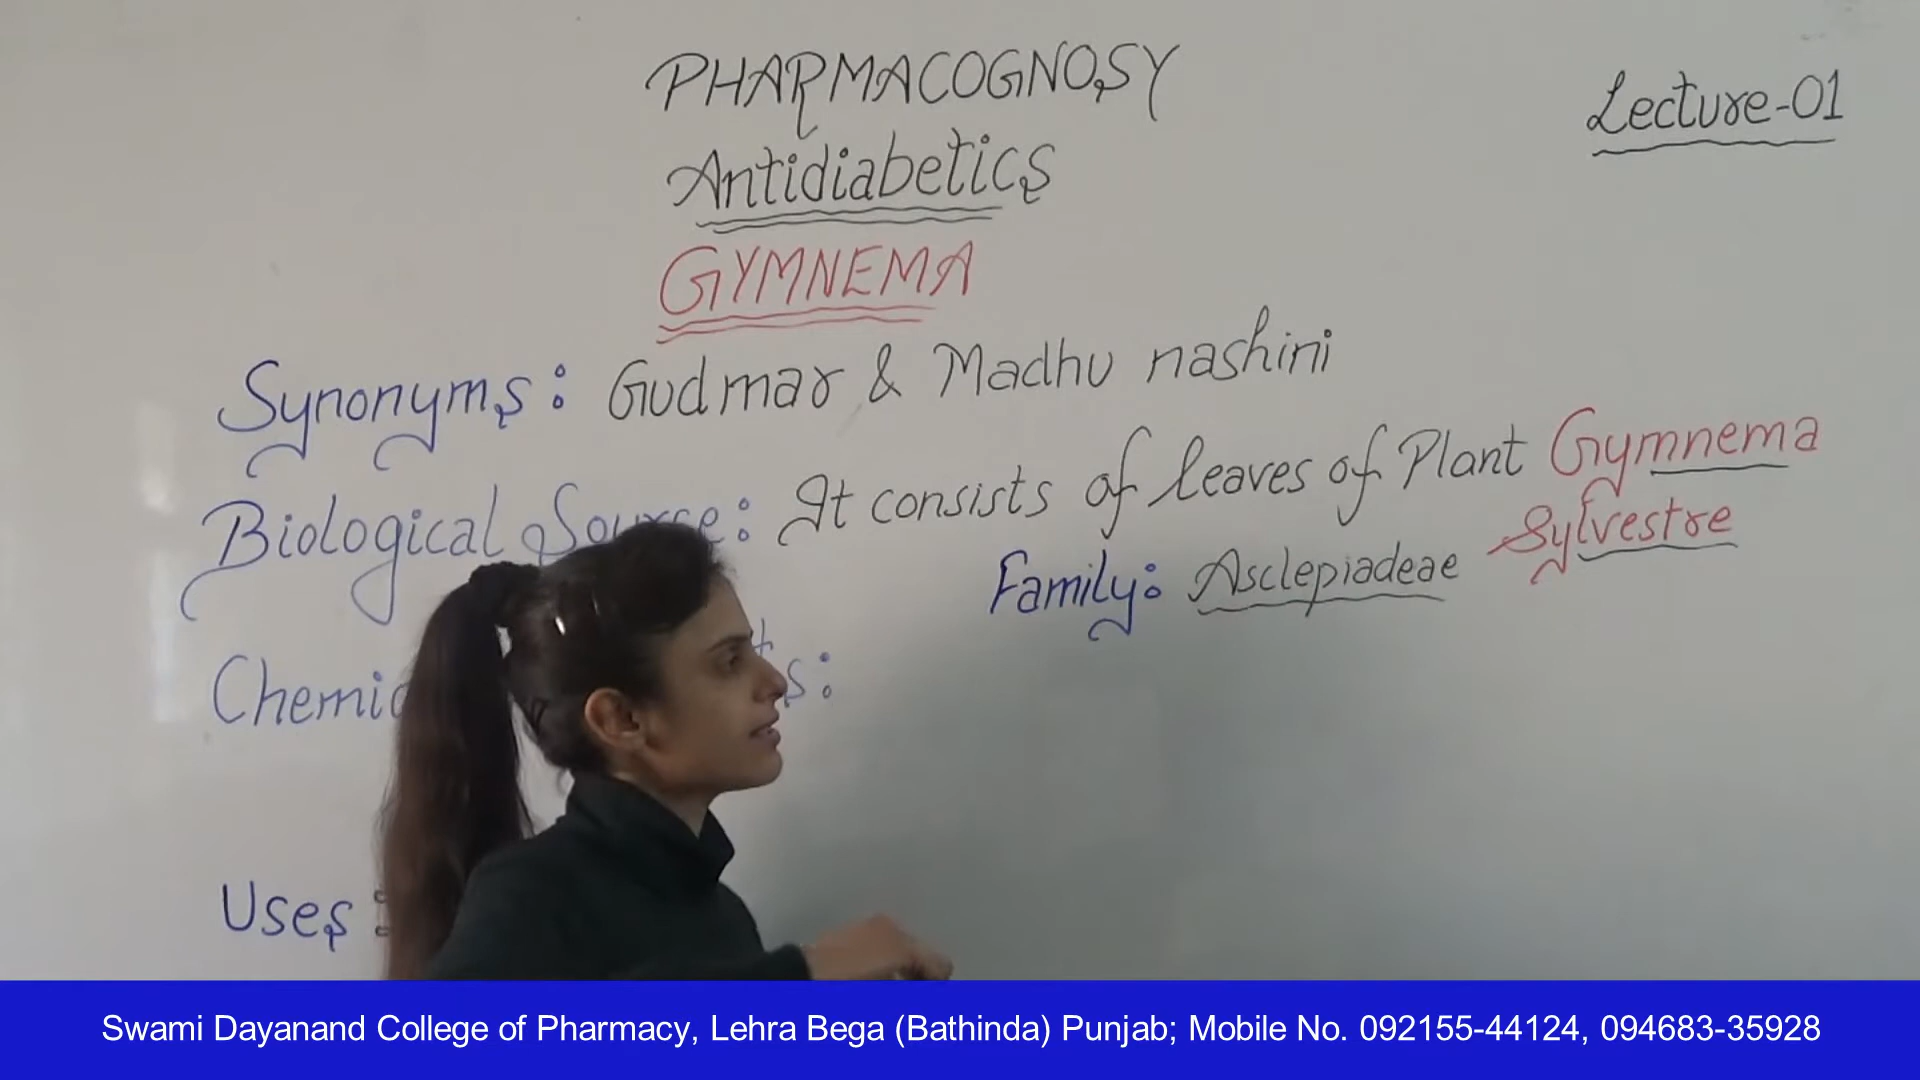 PHARMACOGNOSY
Lecture-01
Antidiabetics
GYMNEMA
Synonyms: Gudmar & Madhu nashini
Biological Source: It consists of leaves of Plant Gymnema
Sylvestre
Family: Asclepiadeae
Uses:
Swami Dayanand College of Pharmacy, Lehra Bega (Bathinda) Punjab; Mobile No. 092155-44124, 094683-35928